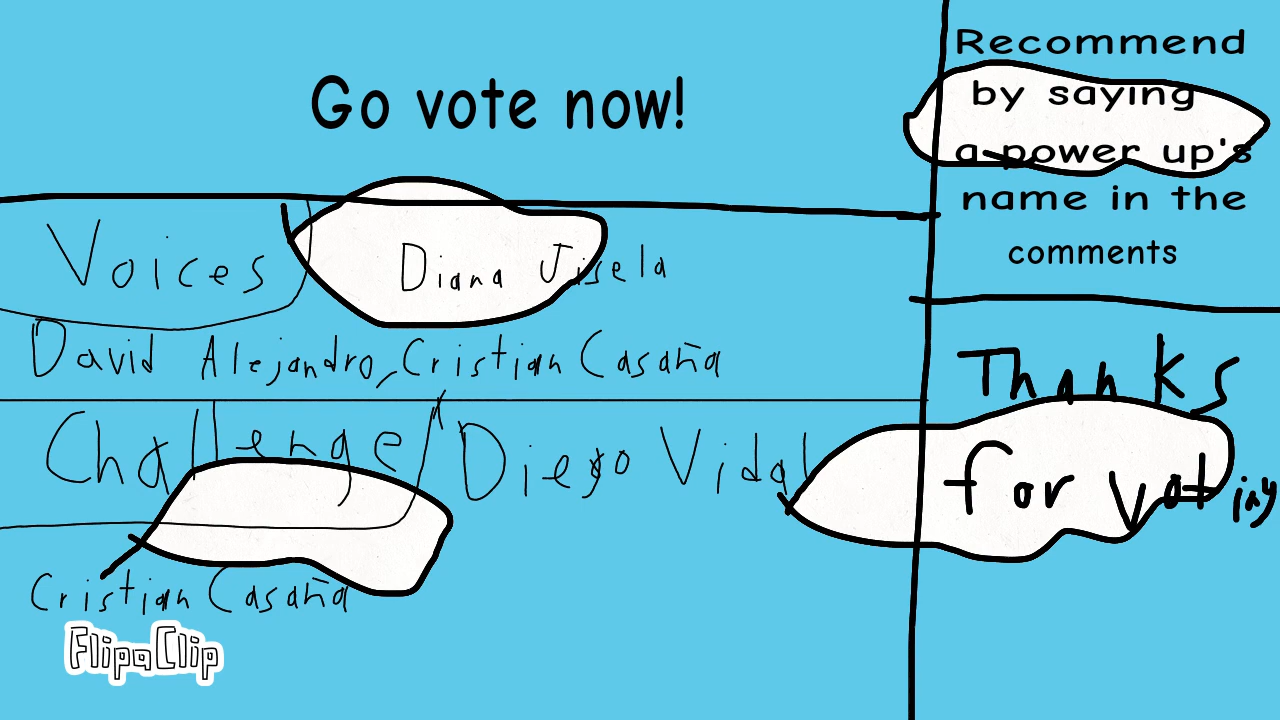 Go vote now!
Voices
Diana Jisela
David Alejandro, Cristian Casaña
Challenge
Diego Vidal
Cristian Casaña
FlipaClip
Recommend
by saying
a power up's
name in the
comments
Thanks
for voting